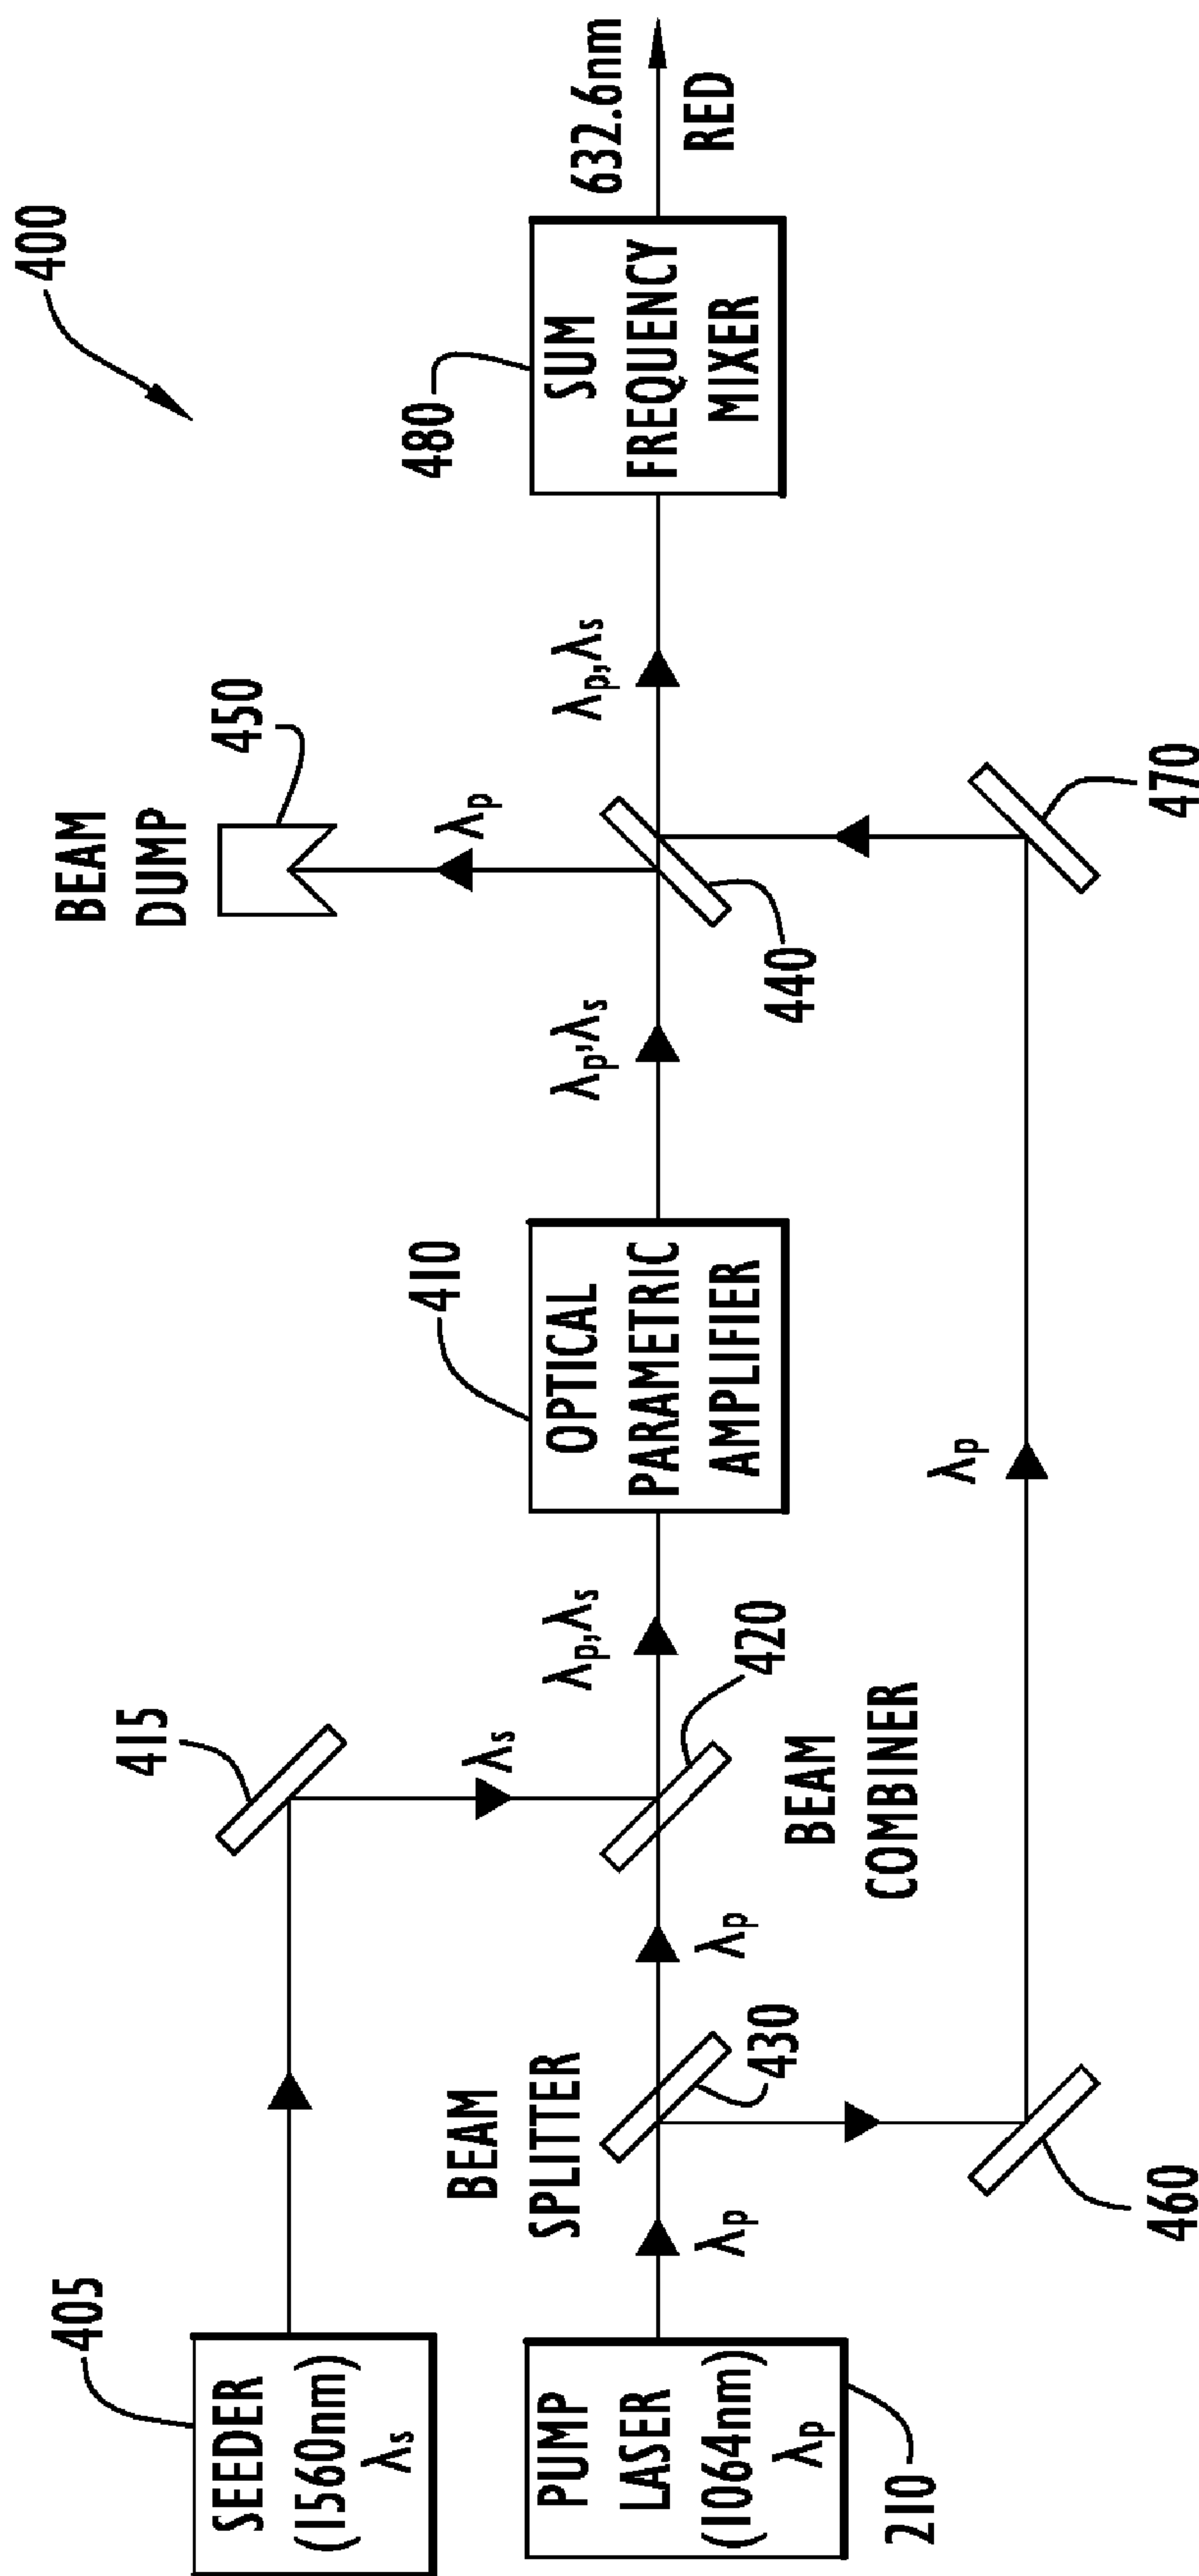 400
SEEDER
(1560nm)
λs
405
415
λs
BEAM
DUMP
450
λp
PUMP
LASER
(1064nm)
λp
210
λp
BEAM
SPLITTER
430
λp
420
BEAM
COMBINER
λp,λs
OPTICAL
PARAMETRIC
AMPLIFIER
410
λp,λs
440
λp,λs
SUM
FREQUENCY
MIXER
480
632.6nm
RED
460
λp
470